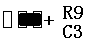 ▯ ■+ R9
C3